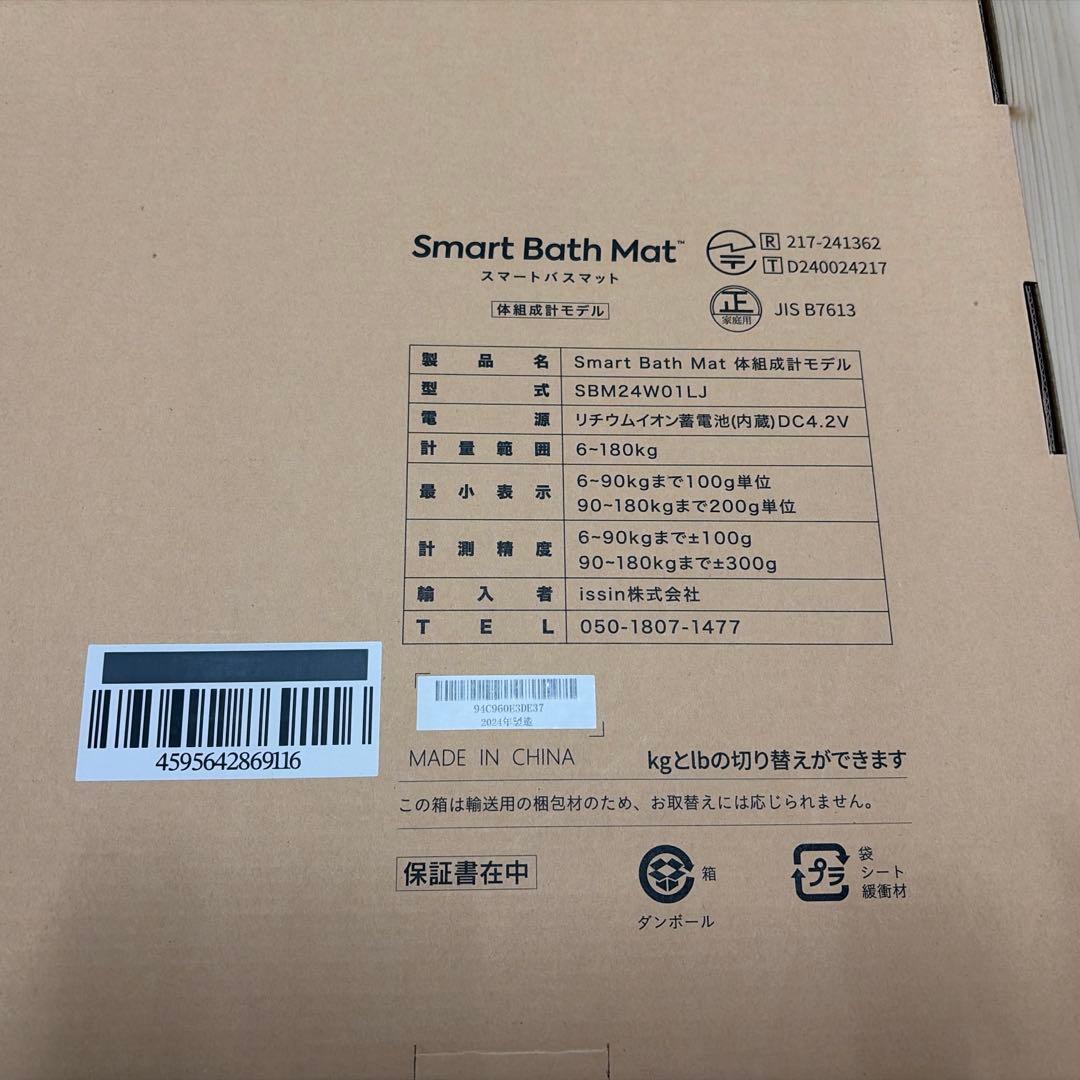 Smart Bath Mat™
スマートバスマット
体組成計モデル
R 217-241362
T D240024217
正 家庭用 JIS B7613
製品名 Smart Bath Mat 体組成計モデル
型式 SBM24W01LJ
電源 リチウムイオン蓄電池(内蔵)DC4.2V
計量範囲 6~180kg
最小表示 6~90kgまで100g単位
90~180kgまで200g単位
計測精度 6~90kgまで±100g
90~180kgまで±300g
輸入者 issin株式会社
TEL 050-1807-1477
4595642869116
94C960E3DE37
2024年製造
MADE IN CHINA
kgとlbの切り替えができます
この箱は輸送用の梱包材のため、お取替えには応じられません。
保証書在中
箱
ダンボール
プラ
袋
シート
緩衝材